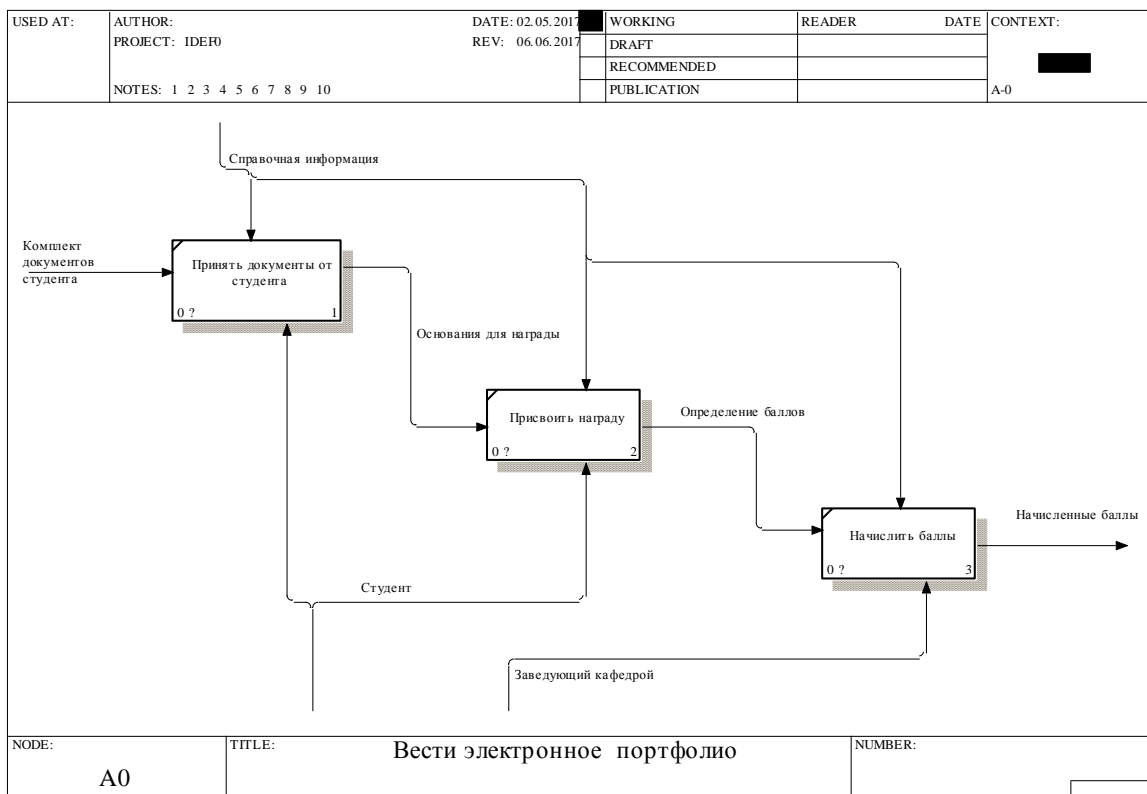 USED AT:
AUTHOR:
DATE: 02.05.2017
PROJECT: IDEF0
REV: 06.06.2017
NOTES: 1 2 3 4 5 6 7 8 9 10
WORKING
DRAFT
RECOMMENDED
PUBLICATION
READER
DATE
CONTEXT:
A-0
Справочная информация
Комплект
документов
студента
Принять документы от
студента
0 ?
1
Основания для награды
Присвоить награду
0 ?
2
Определение баллов
Начислить баллы
0 ?
3
Начисленные баллы
Студент
Заведующий кафедрой
NODE:
A0
TITLE:
Вести электронное портфолио
NUMBER: